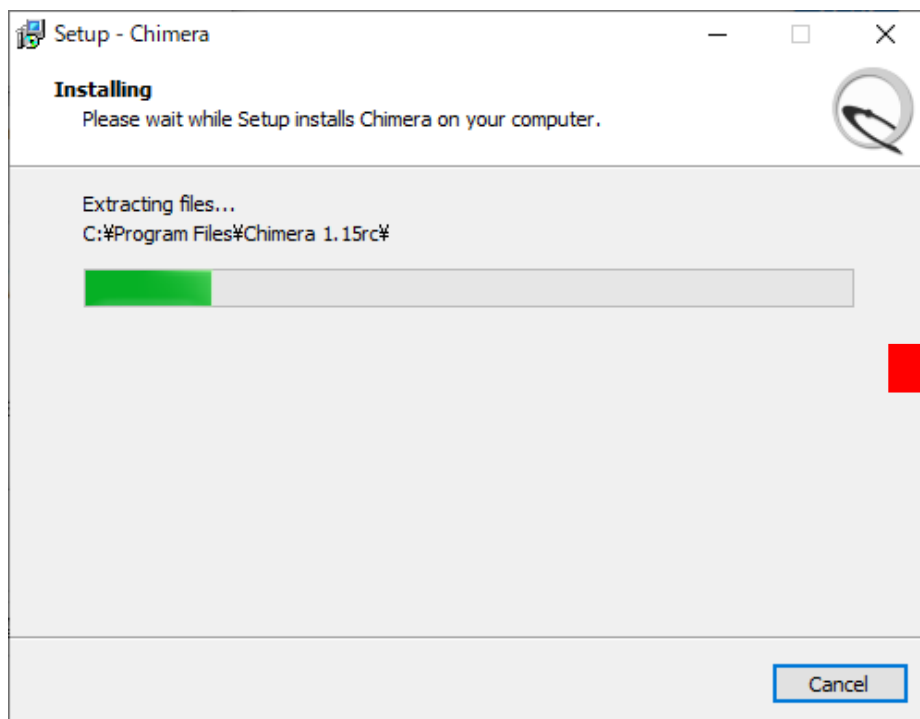 Setup - Chimera
Installing
Please wait while Setup installs Chimera on your computer.
Extracting files...
C:¥Program Files¥Chimera 1.15rc¥
Cancel